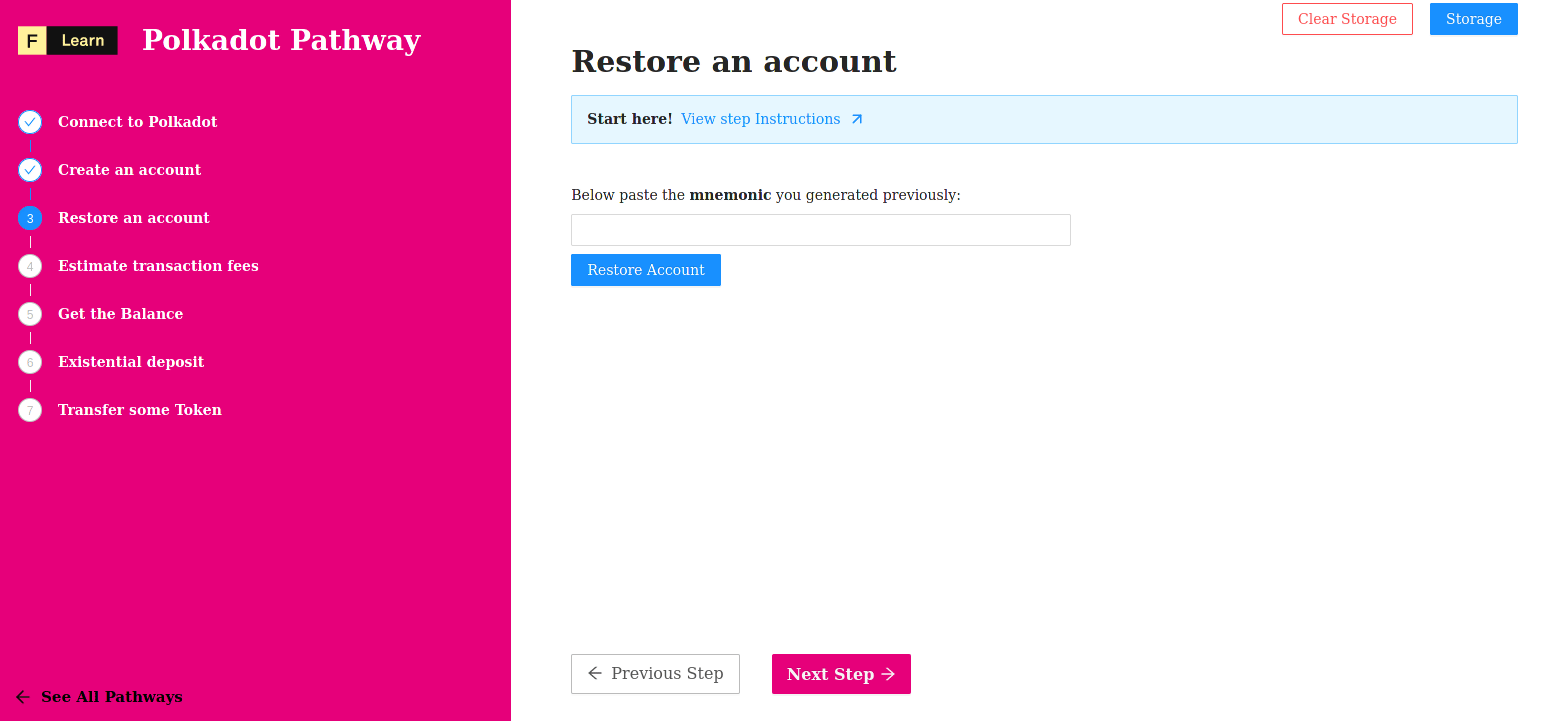 F Learn Polkadot Pathway
Connect to Polkadot
Create an account
3 Restore an account
4 Estimate transaction fees
5 Get the Balance
6 Existential deposit
7 Transfer some Token
See All Pathways
Clear Storage Storage
Restore an account
Start here! View step Instructions
Below paste the mnemonic you generated previously:
Restore Account
Previous Step Next Step